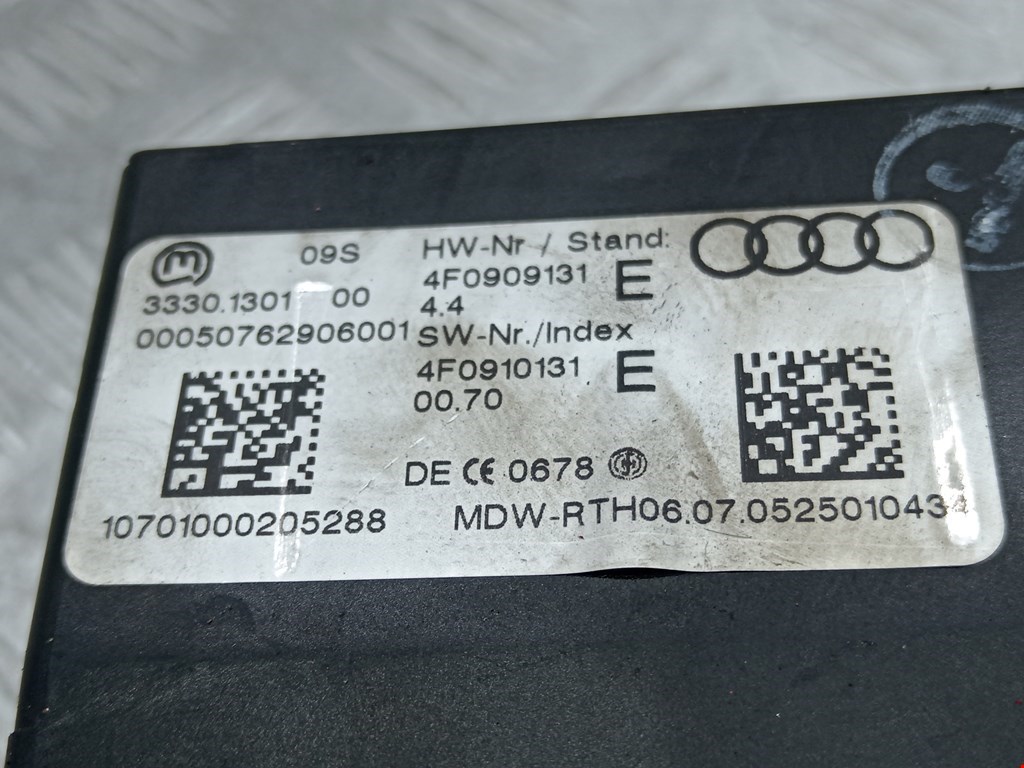 M 09S
3330.1301 00
00050762906001
HW-Nr / Stand:
4F0909131 E
4.4
SW-Nr./Index
4F0910131 E
00.70
DE CE 0678
10701000205288
MDW-RTH06.07.0525010434